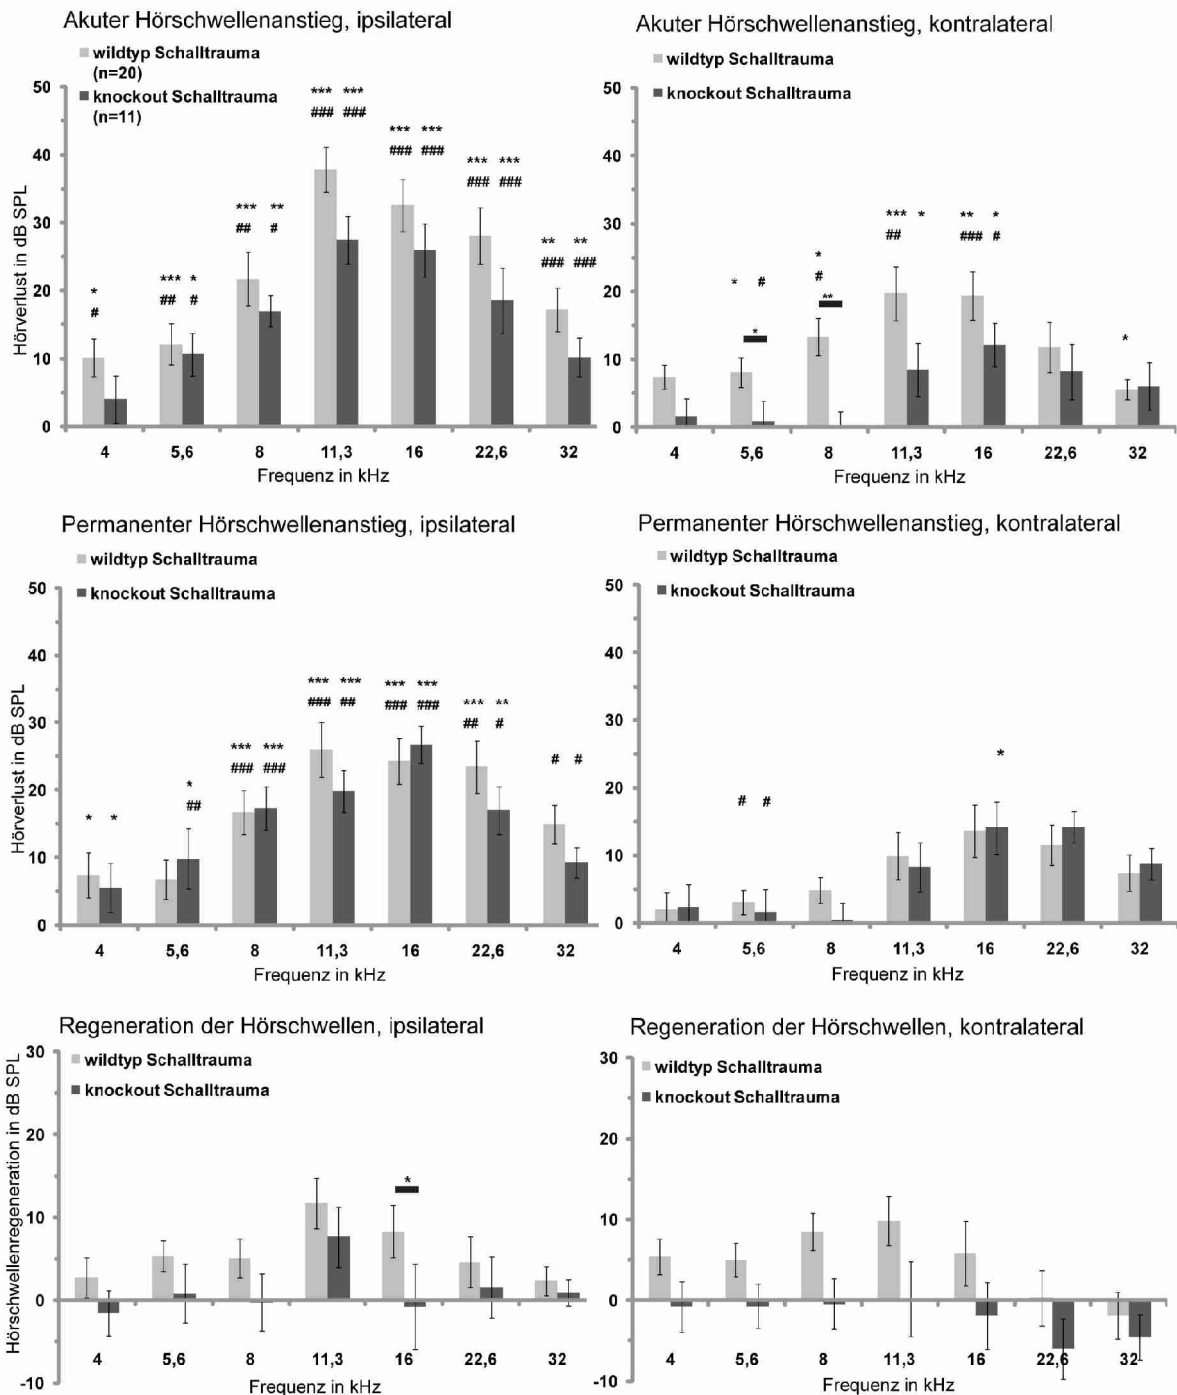 Akuter Hörschwellenanstieg, ipsilateral
wildtyp Schalltrauma
(n=20)
knockout Schalltrauma
(n=11)
Hörverlust in dB SPL
50
40
30
20
10
0
* 
#
*** *
## #
*** **
## #
*** ***
### ###
*** ***
### ###
*** ***
### ###
** **
### ###
4 5,6 8 11,3 16 22,6 32
Frequenz in kHz
Akuter Hörschwellenanstieg, kontralateral
wildtyp Schalltrauma
knockout Schalltrauma
50
40
30
20
10
0
* #
*
*
#
**
*** *
##
** *
### #
*
4 5,6 8 11,3 16 22,6 32
Frequenz in kHz
Permanenter Hörschwellenanstieg, ipsilateral
wildtyp Schalltrauma
knockout Schalltrauma
Hörverlust in dB SPL
50
40
30
20
10
0
* *
*
##
*** ***
### ###
*** ***
### ##
*** ***
### ###
*** **
## #
# #
4 5,6 8 11,3 16 22,6 32
Frequenz in kHz
Permanenter Hörschwellenanstieg, kontralateral
wildtyp Schalltrauma
knockout Schalltrauma
50
40
30
20
10
0
# #
*
4 5,6 8 11,3 16 22,6 32
Frequenz in kHz
Regeneration der Hörschwellen, ipsilateral
wildtyp Schalltrauma
knockout Schalltrauma
Hörschwellenregeneration in dB SPL
30
20
10
0
-10
*
4 5,6 8 11,3 16 22,6 32
Frequenz in kHz
Regeneration der Hörschwellen, kontralateral
wildtyp Schalltrauma
knockout Schalltrauma
30
20
10
0
-10
4 5,6 8 11,3 16 22,6 32
Frequenz in kHz